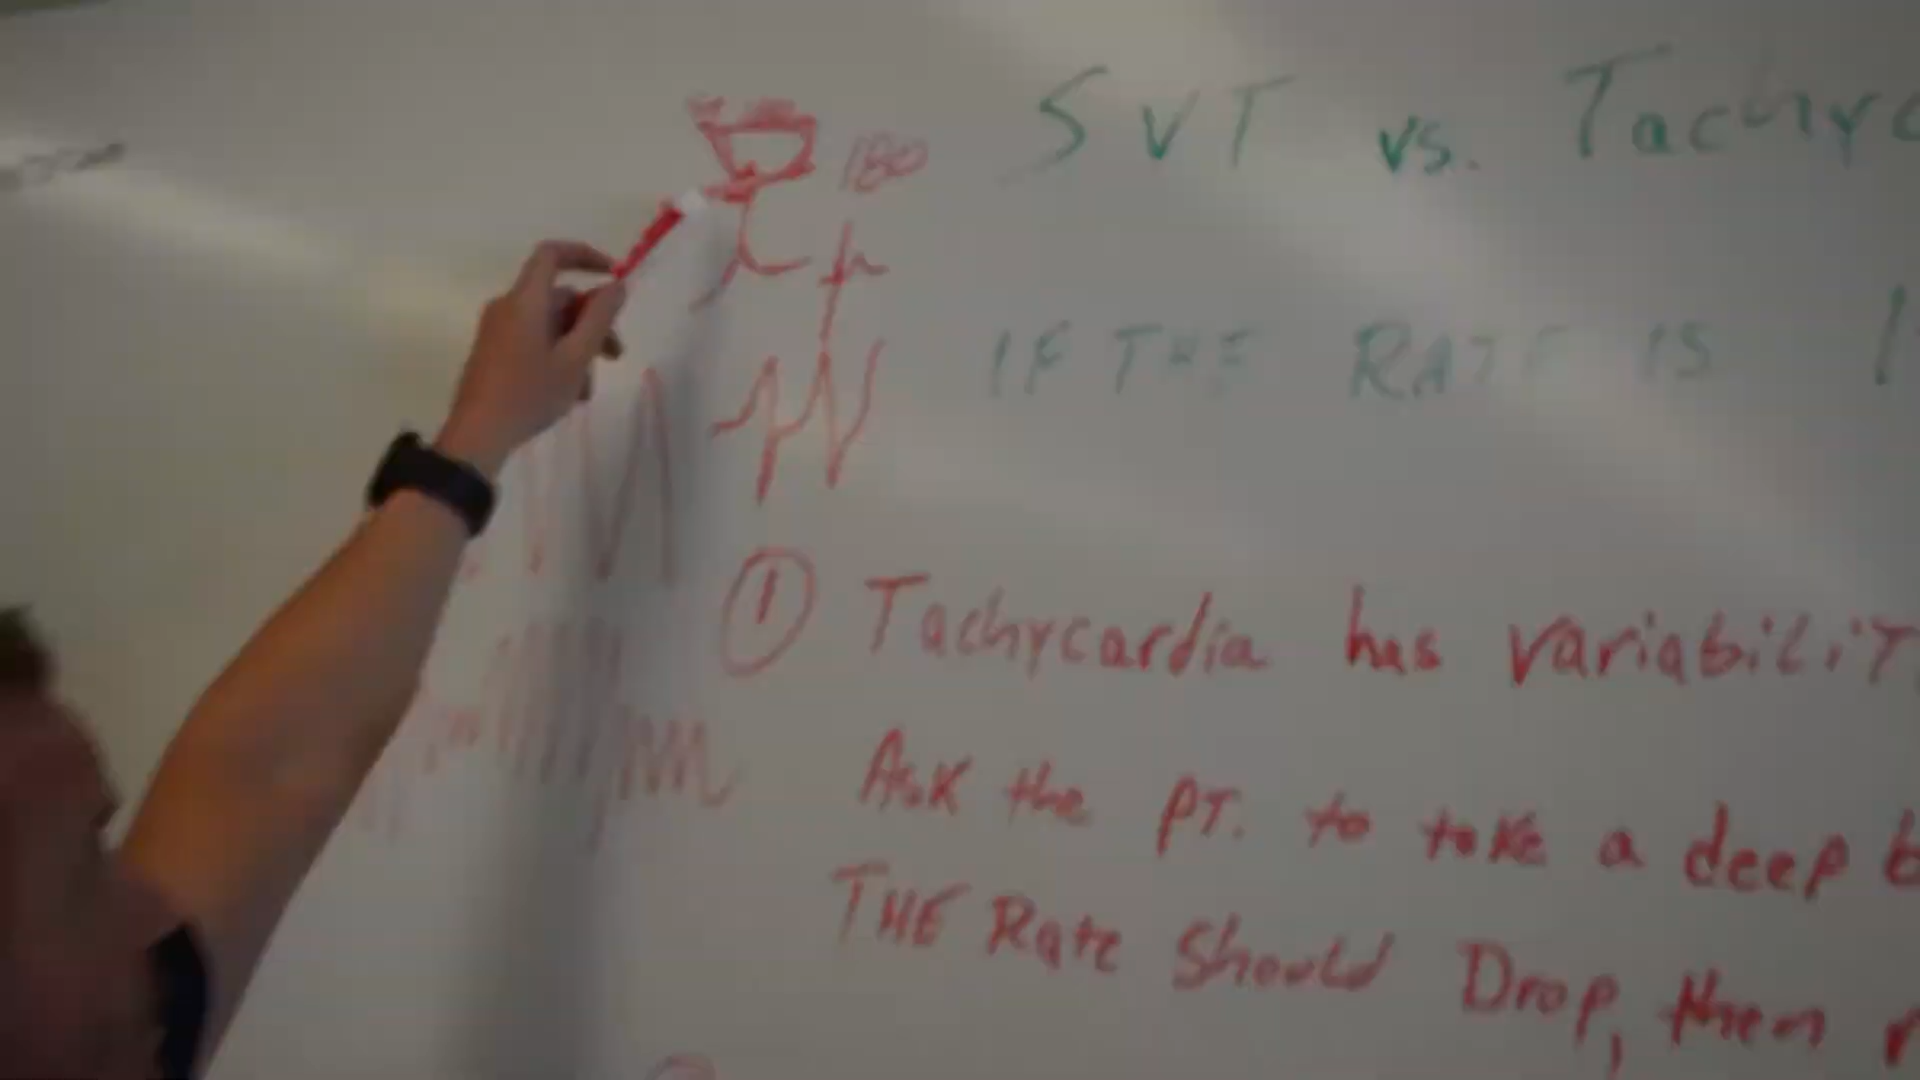 180
SVT vs. Tachyc
IF THE RATE IS 1
① Tachycardia has variabiliT
Ask the PT. to take a deep b
THE Rate Should Drop, then r